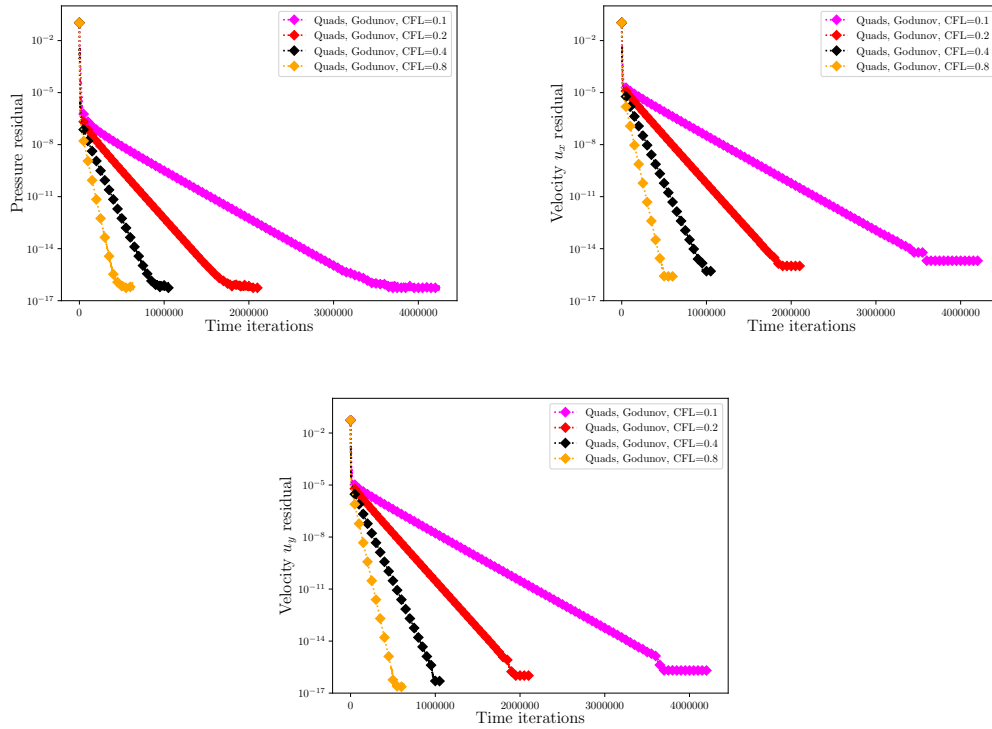 Quads, Godunov, CFL=0.1
Quads, Godunov, CFL=0.2
Quads, Godunov, CFL=0.4
Quads, Godunov, CFL=0.8
10⁻²
10⁻⁵
10⁻⁸
10⁻¹¹
10⁻¹⁴
10⁻¹⁷
Pressure residual
0 1000000 2000000 3000000 4000000
Time iterations
Quads, Godunov, CFL=0.1
Quads, Godunov, CFL=0.2
Quads, Godunov, CFL=0.4
Quads, Godunov, CFL=0.8
10⁻²
10⁻⁵
10⁻⁸
10⁻¹¹
10⁻¹⁴
10⁻¹⁷
Velocity uₓ residual
0 1000000 2000000 3000000 4000000
Time iterations
Quads, Godunov, CFL=0.1
Quads, Godunov, CFL=0.2
Quads, Godunov, CFL=0.4
Quads, Godunov, CFL=0.8
10⁻²
10⁻⁵
10⁻⁸
10⁻¹¹
10⁻¹⁴
10⁻¹⁷
Velocity u_y residual
0 1000000 2000000 3000000 4000000
Time iterations